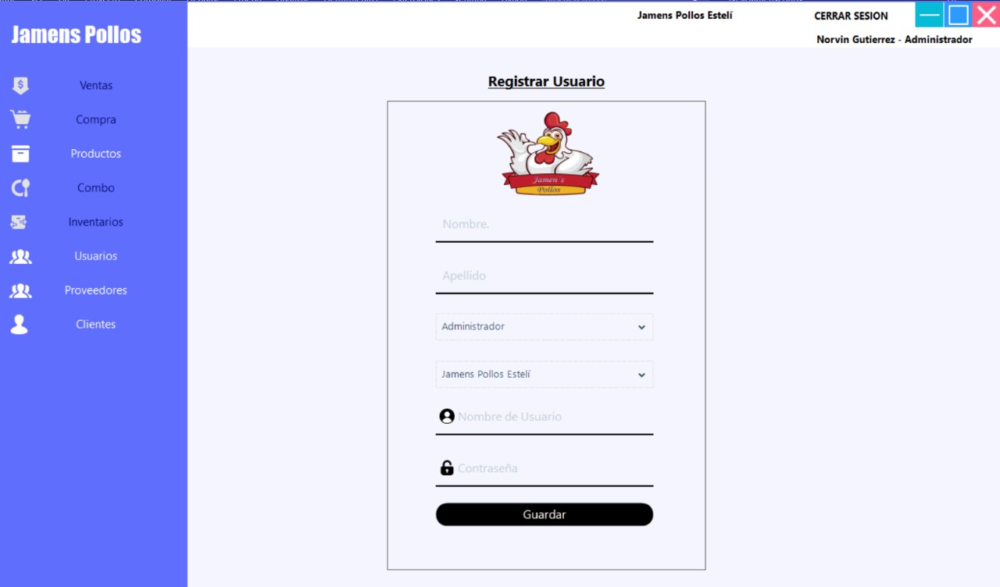 Jamens Pollos Estelí
CERRAR SESION
Jamens Pollos
Norvin Gutierrez - Administrador
Ventas
Compra
Productos
Combo
Inventarios
Usuarios
Proveedores
Clientes
Registrar Usuario
Jamen's
Pollos
Nombre.
Apellido
Administrador
Jamens Pollos Estelí
Nombre de Usuario
Contraseña
Guardar